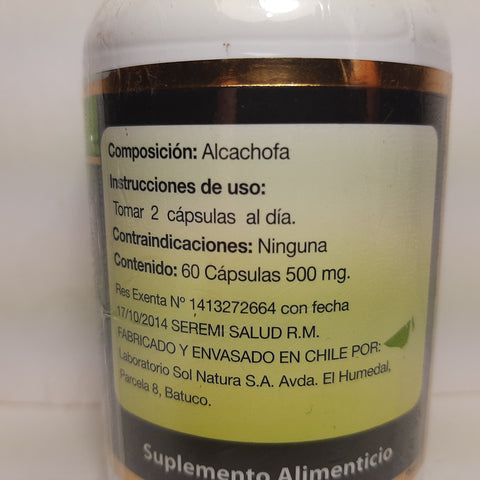 Composición: Alcachofa
Instrucciones de uso:
Tomar 2 cápsulas al día.
Contraindicaciones: Ninguna
Contenido: 60 Cápsulas 500 mg.
Res Exenta Nº 1413272664 con fecha
17/10/2014 SEREMI SALUD R.M.
FABRICADO Y ENVASADO EN CHILE POR:
Laboratorio Sol Natura S.A. Avda. El Humedal,
Parcela 8, Batuco.
Suplemento Alimenticio